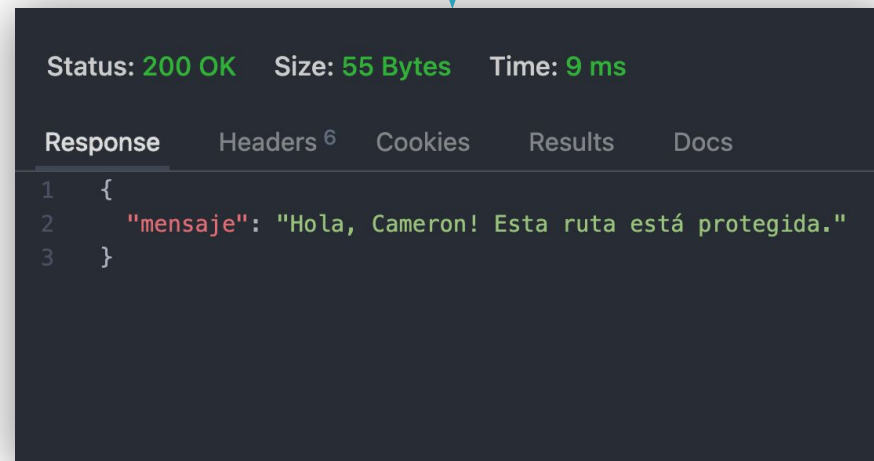 Status: 200 OK Size: 55 Bytes Time: 9 ms
Response Headers 6 Cookies Results Docs
1 {
2 "mensaje": "Hola, Cameron! Esta ruta está protegida."
3 }